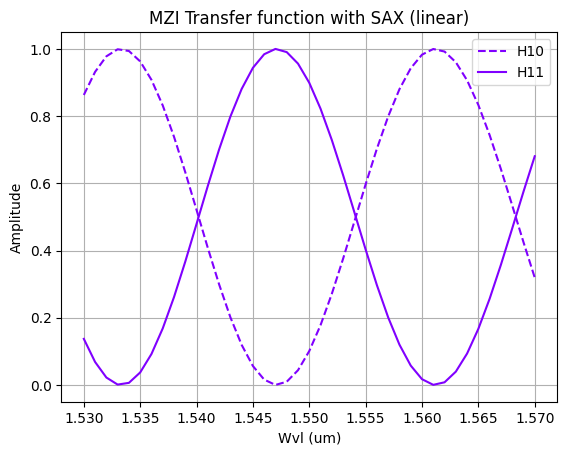 MZI Transfer function with SAX (linear)
H10
H11
Amplitude
1.0
0.8
0.6
0.4
0.2
0.0
1.530 1.535 1.540 1.545 1.550 1.555 1.560 1.565 1.570
Wvl (um)